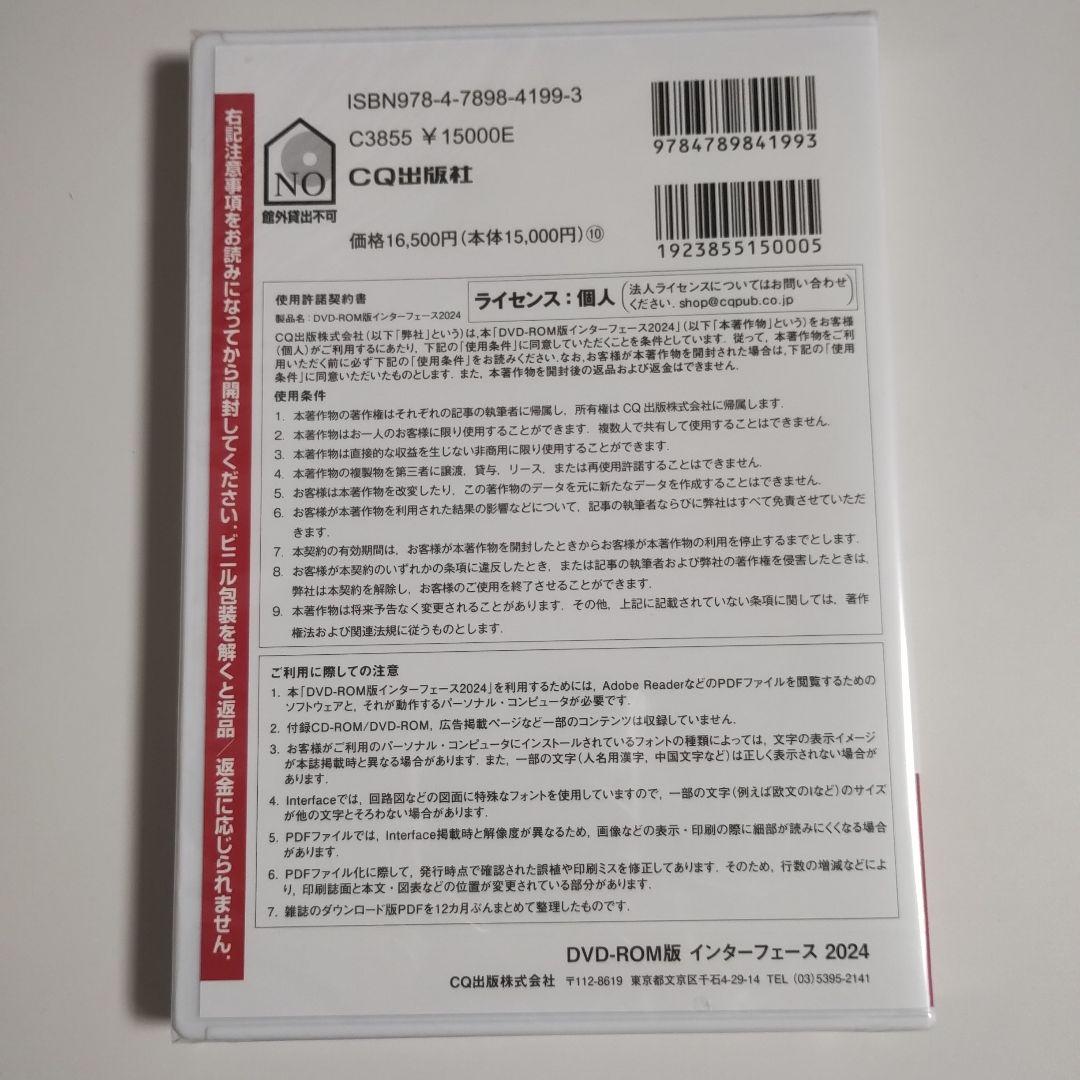 右記注意事項をお読みになってから開封してください．ビニル包装を解くと返品／返金に応じられません．
NO
館外貸出不可
ISBN978-4-7898-4199-3
C3855 ￥15000E
CQ出版社
価格16,500円（本体15,000円）⑩
9784789841993
1923855150005
使用許諾契約書
製品名：DVD-ROM版インターフェース2024
ライセンス：個人
法人ライセンスについてはお問い合わせ
ください．shop@cqpub.co.jp
CQ出版株式会社（以下「弊社」という）は，本「DVD-ROM版インターフェース2024」（以下「本著作物」という）をお客様
（個人）がご利用するにあたり，下記の「使用条件」に同意していただくことを条件としています．従って，本著作物をご利
用いただく前に必ず下記の「使用条件」をお読みください．なお，お客様が本著作物を開封された場合は，下記の「使用
条件」に同意いただいたものとします．また，本著作物を開封後の返品および返金はできません．
使用条件
1. 本著作物の著作権はそれぞれの記事の執筆者に帰属し，所有権はCQ出版株式会社に帰属します．
2. 本著作物はお一人のお客様に限り使用することができます．複数人で共有して使用することはできません．
3. 本著作物は直接的な収益を生じない非商用に限り使用することができます．
4. 本著作物の複製物を第三者に譲渡，貸与，リース，または再使用許諾することはできません．
5. お客様は本著作物を改変したり，この著作物のデータを元に新たなデータを作成することはできません．
6. お客様が本著作物を利用された結果の影響などについて，記事の執筆者ならびに弊社はすべて免責させていただ
きます．
7. 本契約の有効期間は，お客様が本著作物を開封したときからお客様が本著作物の利用を停止するまでとします．
8. お客様が本契約のいずれかの条項に違反したとき，または記事の執筆者および弊社の著作権を侵害したときは，
弊社は本契約を解除し，お客様のご使用を終了させることができます．
9. 本著作物は将来予告なく変更されることがあります．その他，上記に記載されていない条項に関しては，著作
権法および関連法規に従うものとします．
ご利用に際しての注意
1. 本「DVD-ROM版インターフェース2024」を利用するためには，Adobe ReaderなどのPDFファイルを閲覧するための
ソフトウェアと，それが動作するパーソナル・コンピュータが必要です．
2. 付録CD-ROM/DVD-ROM，広告掲載ページなど一部のコンテンツは収録していません．
3. お客様がご利用のパーソナル・コンピュータにインストールされているフォントの種類によっては，文字の表示イメージ
が本誌掲載時と異なる場合があります．また，一部の文字（人名用漢字，中国文字など）は正しく表示されない場合が
あります．
4. Interfaceでは，回路図などの図面に特殊なフォントを使用していますので，一部の文字（例えば欧文のIなど）のサイズ
が他の文字とそろわない場合があります．
5. PDFファイルでは，Interface掲載時と解像度が異なるため，画像などの表示・印刷の際に細部が読みにくくなる場合
があります．
6. PDFファイル化に際して，発行時点で確認された誤植や印刷ミスを修正してあります．そのため，行数の増減などによ
り，印刷誌面と本文・図表などの位置が変更されている部分があります．
7. 雑誌のダウンロード版PDFを12カ月ぶんまとめて整理したものです．
DVD-ROM版 インターフェース 2024
CQ出版株式会社 〒112-8619 東京都文京区千石4-29-14 TEL（03）5395-2141